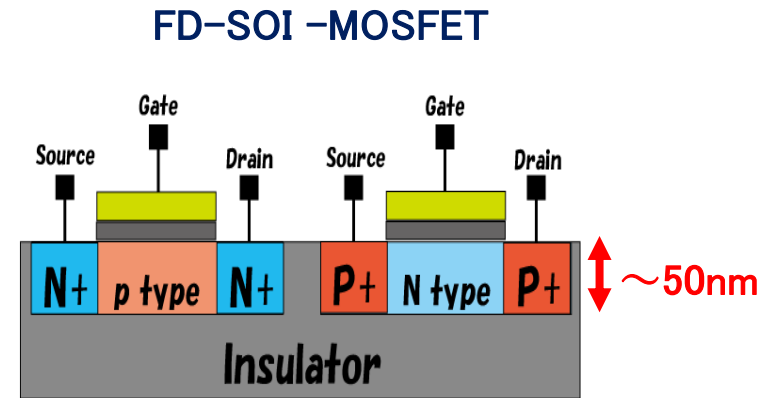 FD-SOI -MOSFET
Gate
Gate
Source
Drain
Source
Drain
N+
p type
N+
P+
N type
P+
～50nm
Insulator